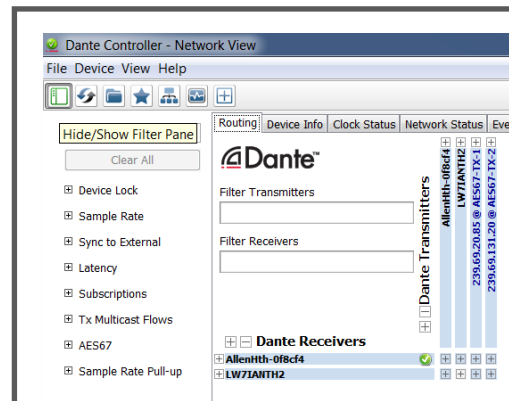 Dante Controller - Network View
File Device View Help
Hide/Show Filter Pane
Clear All
Device Lock
Sample Rate
Sync to External
Latency
Subscriptions
Tx Multicast Flows
AES67
Sample Rate Pull-up
Routing Device Info Clock Status Network Status Eve
Dante™
Filter Transmitters
Filter Receivers
Dante Transmitters
AllenHth-0f8cf4
LW7IANTH2
239.69.20.85 @ AES67-TX-1
239.69.131.20 @ AES67-TX-2
Dante Receivers
AllenHth-0f8cf4
LW7IANTH2